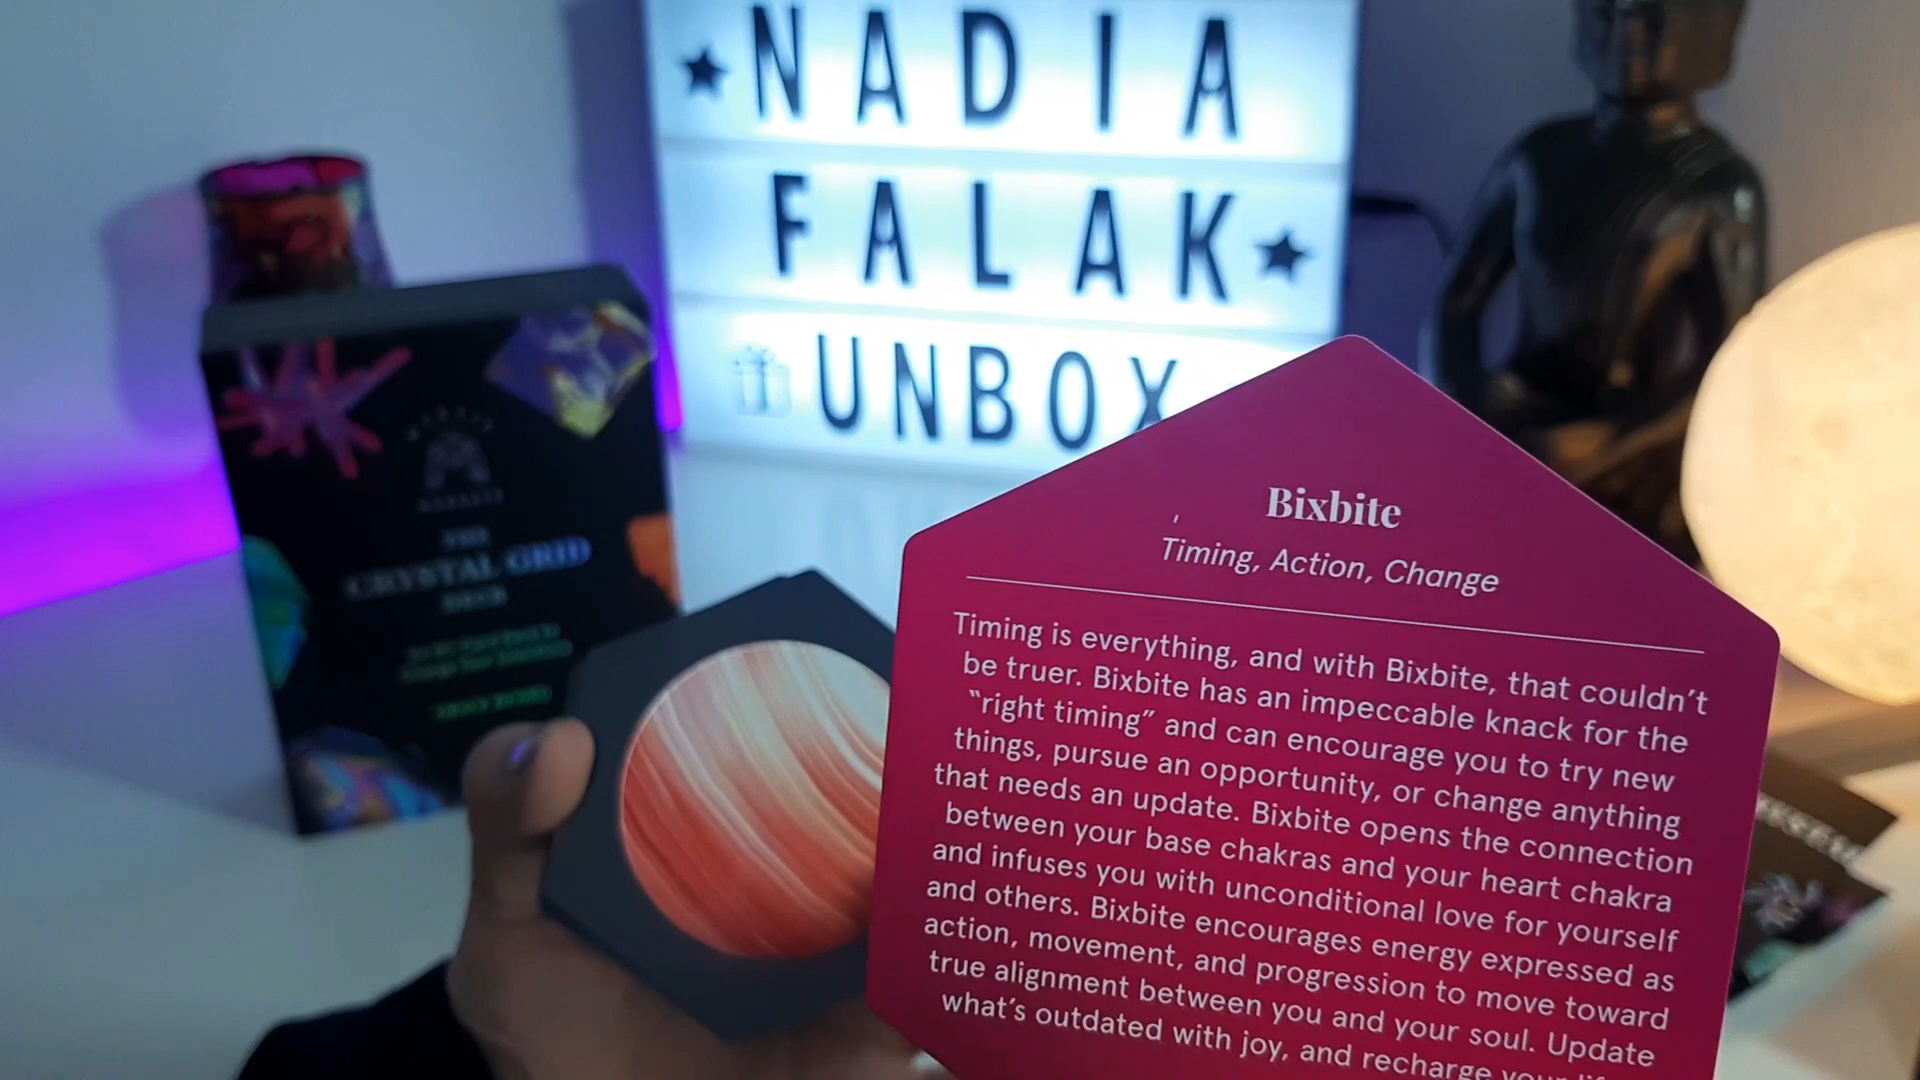 NADIA
FALAK
UNBOX
THE
CRYSTAL GRID
DECK
Bixbite
Timing, Action, Change
Timing is everything, and with Bixbite, that couldn't
be truer. Bixbite has an impeccable knack for the
"right timing" and can encourage you to try new
things, pursue an opportunity, or change anything
that needs an update. Bixbite opens the connection
between your base chakras and your heart chakra
and infuses you with unconditional love for yourself
and others. Bixbite encourages energy expressed as
action, movement, and progression to move toward
true alignment between you and your soul. Update
what's outdated with joy, and recharge your